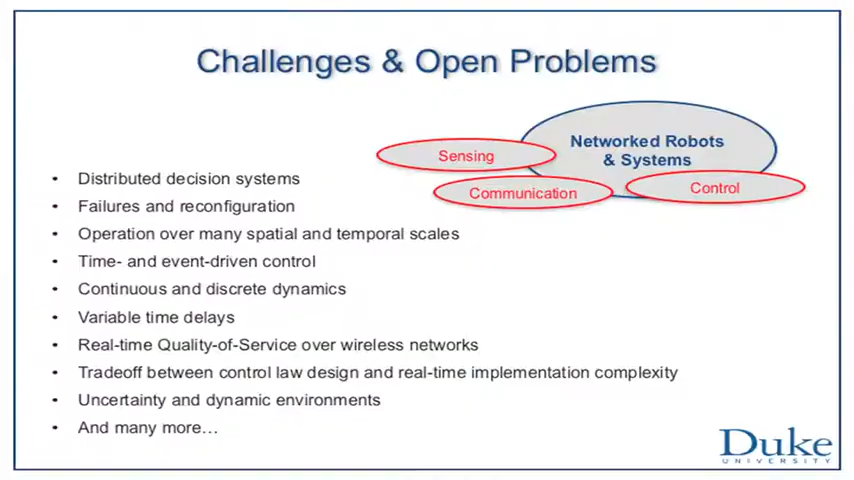 Challenges & Open Problems
Networked Robots
& Systems
Sensing
Communication
Control
• Distributed decision systems
• Failures and reconfiguration
• Operation over many spatial and temporal scales
• Time- and event-driven control
• Continuous and discrete dynamics
• Variable time delays
• Real-time Quality-of-Service over wireless networks
• Tradeoff between control law design and real-time implementation complexity
• Uncertainty and dynamic environments
• And many more…
Duke
UNIVERSITY